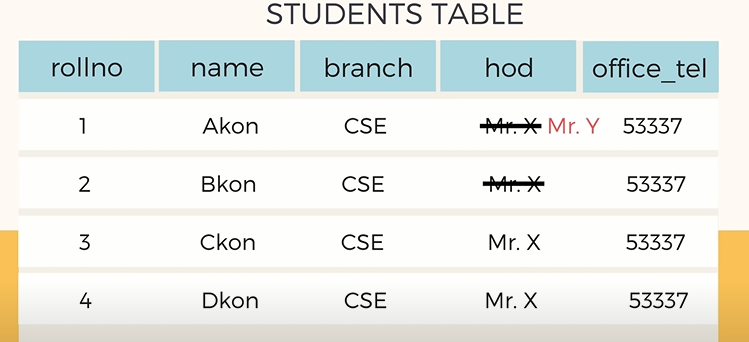 STUDENTS TABLE
rollno name branch hod office_tel
1 Akon CSE Mr. X Mr. Y 53337
2 Bkon CSE Mr. X 53337
3 Ckon CSE Mr. X 53337
4 Dkon CSE Mr. X 53337